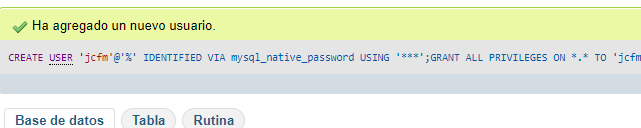 Ha agregado un nuevo usuario.
CREATE USER 'jcfm'@'%' IDENTIFIED VIA mysql_native_password USING '***';GRANT ALL PRIVILEGES ON *.* TO 'jcfm
Base de datos Tabla Rutina